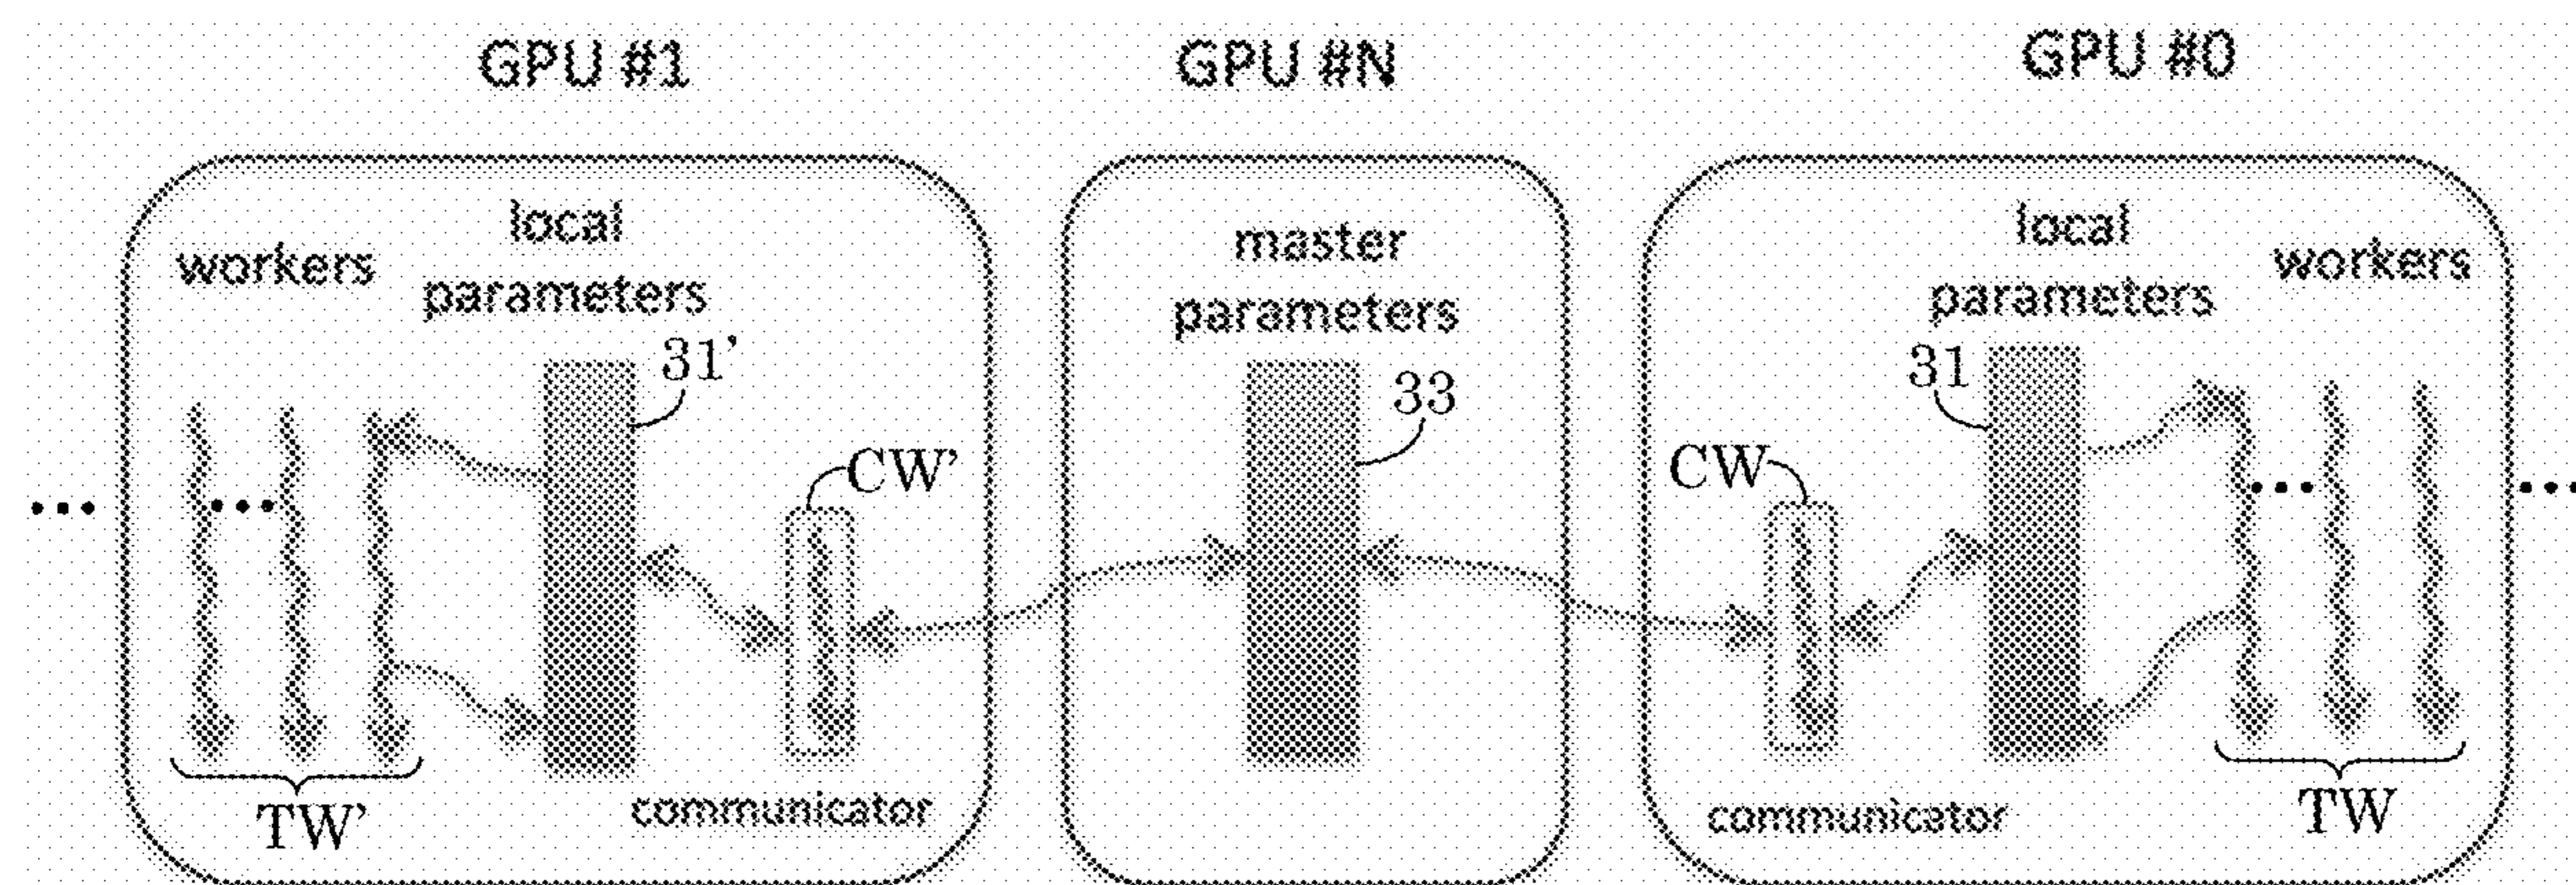 GPU #1
GPU #N
GPU #0
workers
local
parameters
31'
CW'
...
...
TW'
communicator
master
parameters
33
local
parameters
workers
31
CW
...
...
communicator
TW